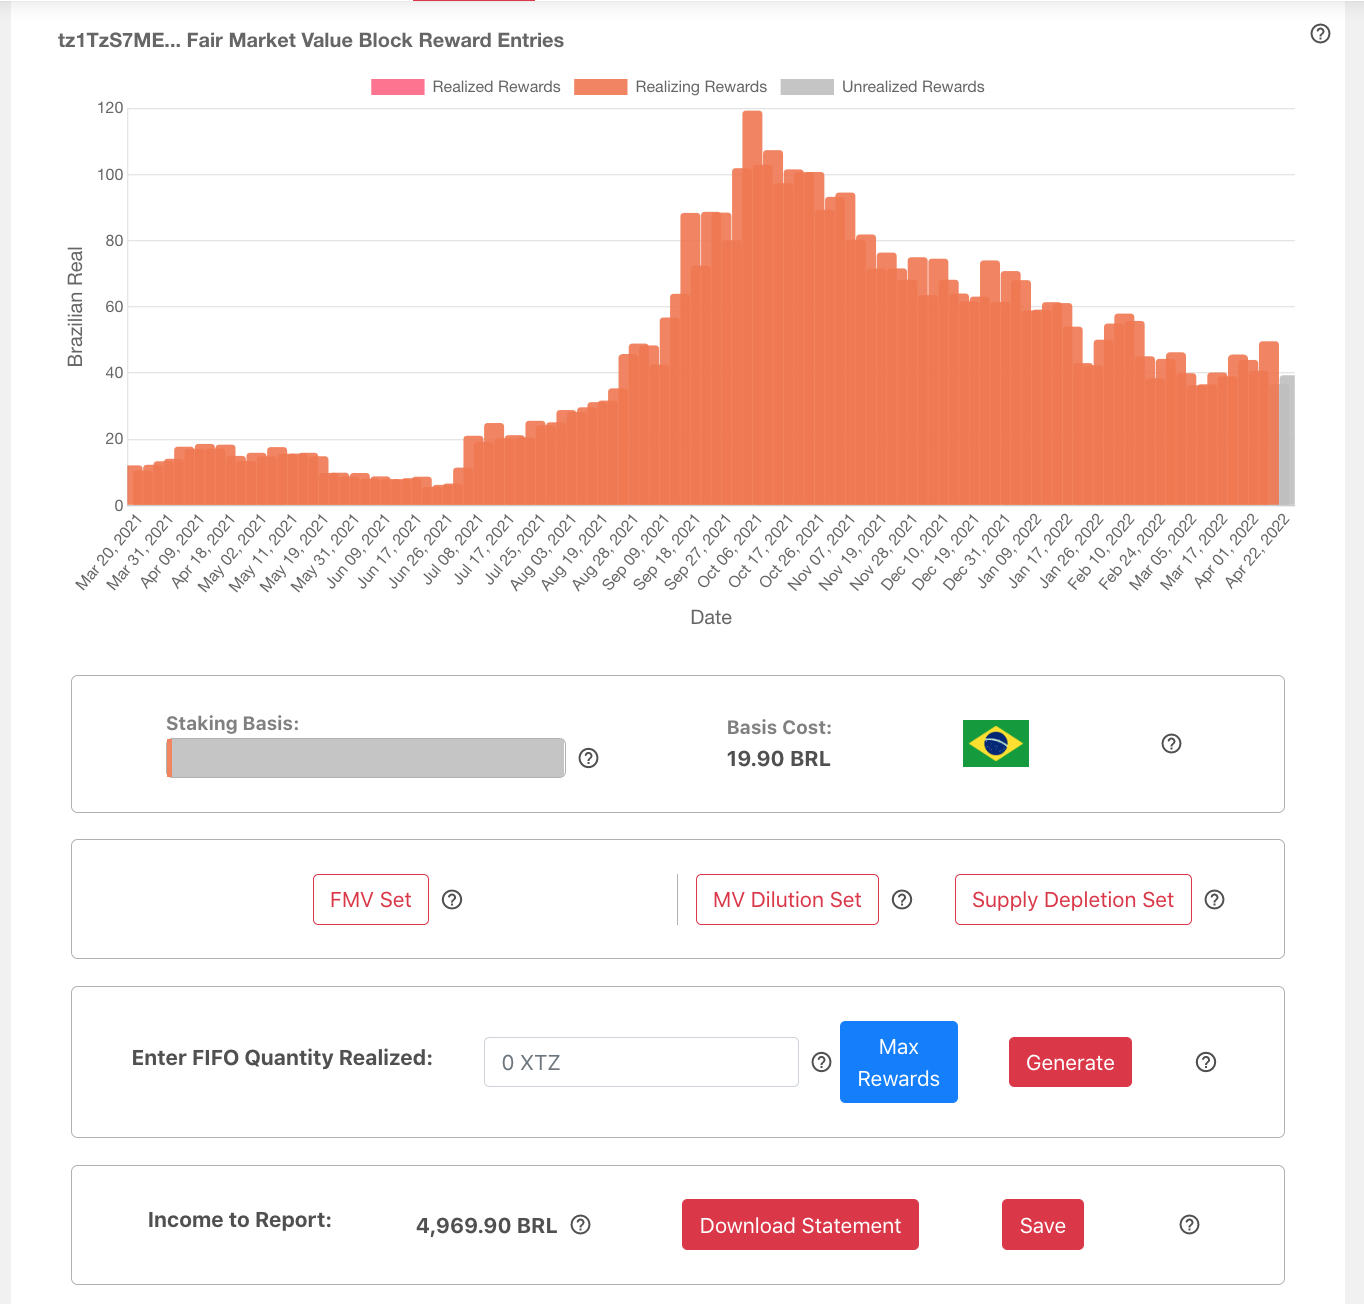 tz1TzS7ME... Fair Market Value Block Reward Entries
Realized Rewards Realizing Rewards Unrealized Rewards
120
100
80
60
40
20
0
Brazilian Real
Mar 20, 2021
Mar 31, 2021
Apr 09, 2021
Apr 18, 2021
May 02, 2021
May 11, 2021
May 19, 2021
May 31, 2021
Jun 09, 2021
Jun 17, 2021
Jun 26, 2021
Jul 08, 2021
Jul 17, 2021
Jul 25, 2021
Aug 03, 2021
Aug 19, 2021
Aug 28, 2021
Sep 09, 2021
Sep 18, 2021
Sep 27, 2021
Oct 06, 2021
Oct 17, 2021
Oct 26, 2021
Nov 07, 2021
Nov 19, 2021
Nov 28, 2021
Dec 10, 2021
Dec 19, 2021
Dec 31, 2021
Jan 09, 2022
Jan 17, 2022
Jan 26, 2022
Feb 10, 2022
Feb 24, 2022
Mar 05, 2022
Mar 17, 2022
Apr 01, 2022
Apr 22, 2022
Date
Staking Basis:
Basis Cost:
19.90 BRL
FMV Set
MV Dilution Set
Supply Depletion Set
Enter FIFO Quantity Realized:
0 XTZ
Max
Rewards
Generate
Income to Report:
4,969.90 BRL
Download Statement
Save